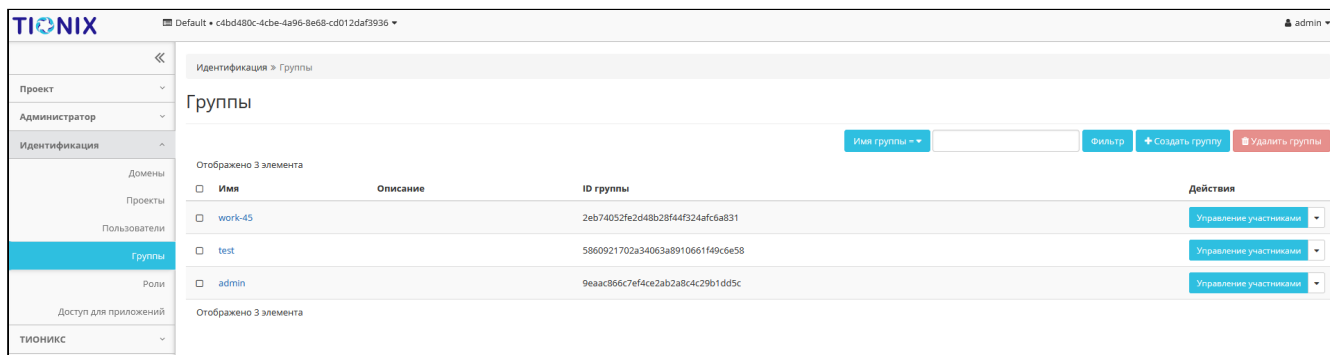 TIONIX
Default • c4bd480c-4cbe-4a96-8e68-cd012daf3936
admin
Идентификация » Группы
Проект
Группы
Администратор
Идентификация
Имя группы =
Фильтр
Создать группу
Удалить группы
Отображено 3 элемента
Домены
Имя
Описание
ID группы
Действия
Проекты
work-45
2eb74052fe2d48b28f44f324afc6a831
Управление участниками
Пользователи
test
5860921702a34063a8910661f49c6e58
Управление участниками
Группы
Роли
admin
9eaac866c7ef4ce2ab2a8c4c29b1dd5c
Управление участниками
Доступ для приложений
Отображено 3 элемента
ТИОНИКС